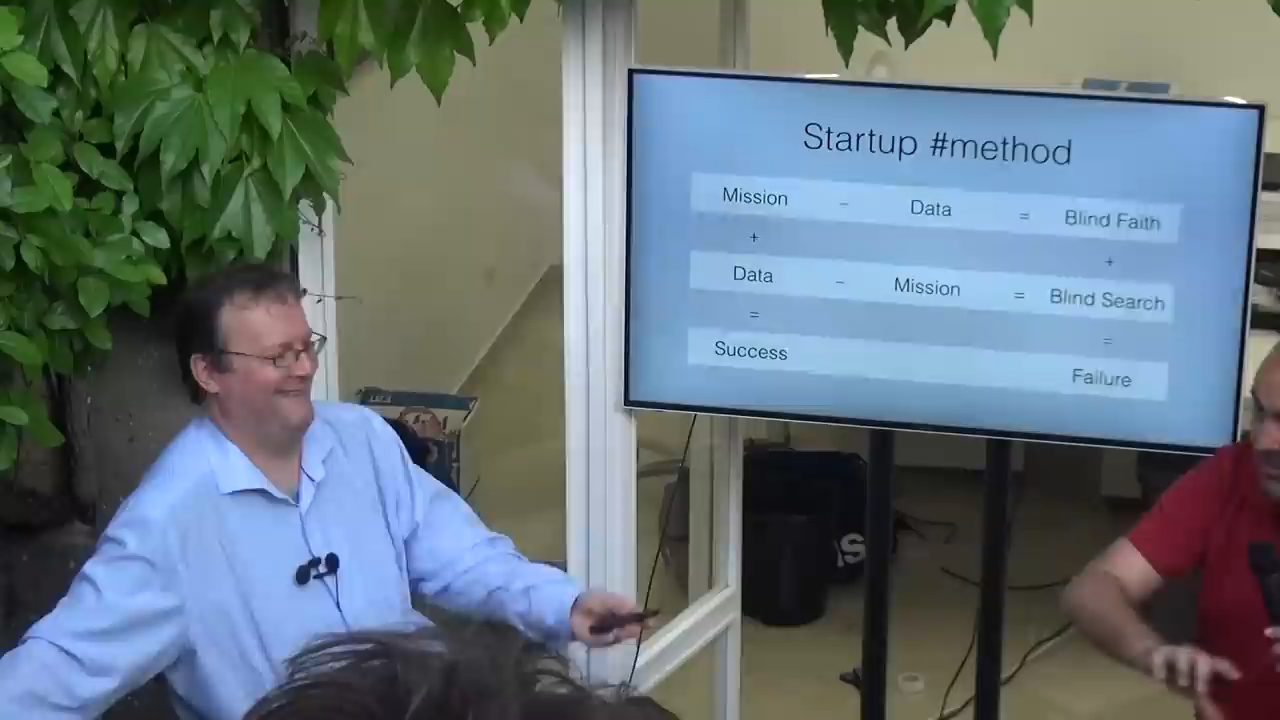 Startup #method
Mission - Data = Blind Faith
+ +
Data - Mission = Blind Search
= =
Success Failure